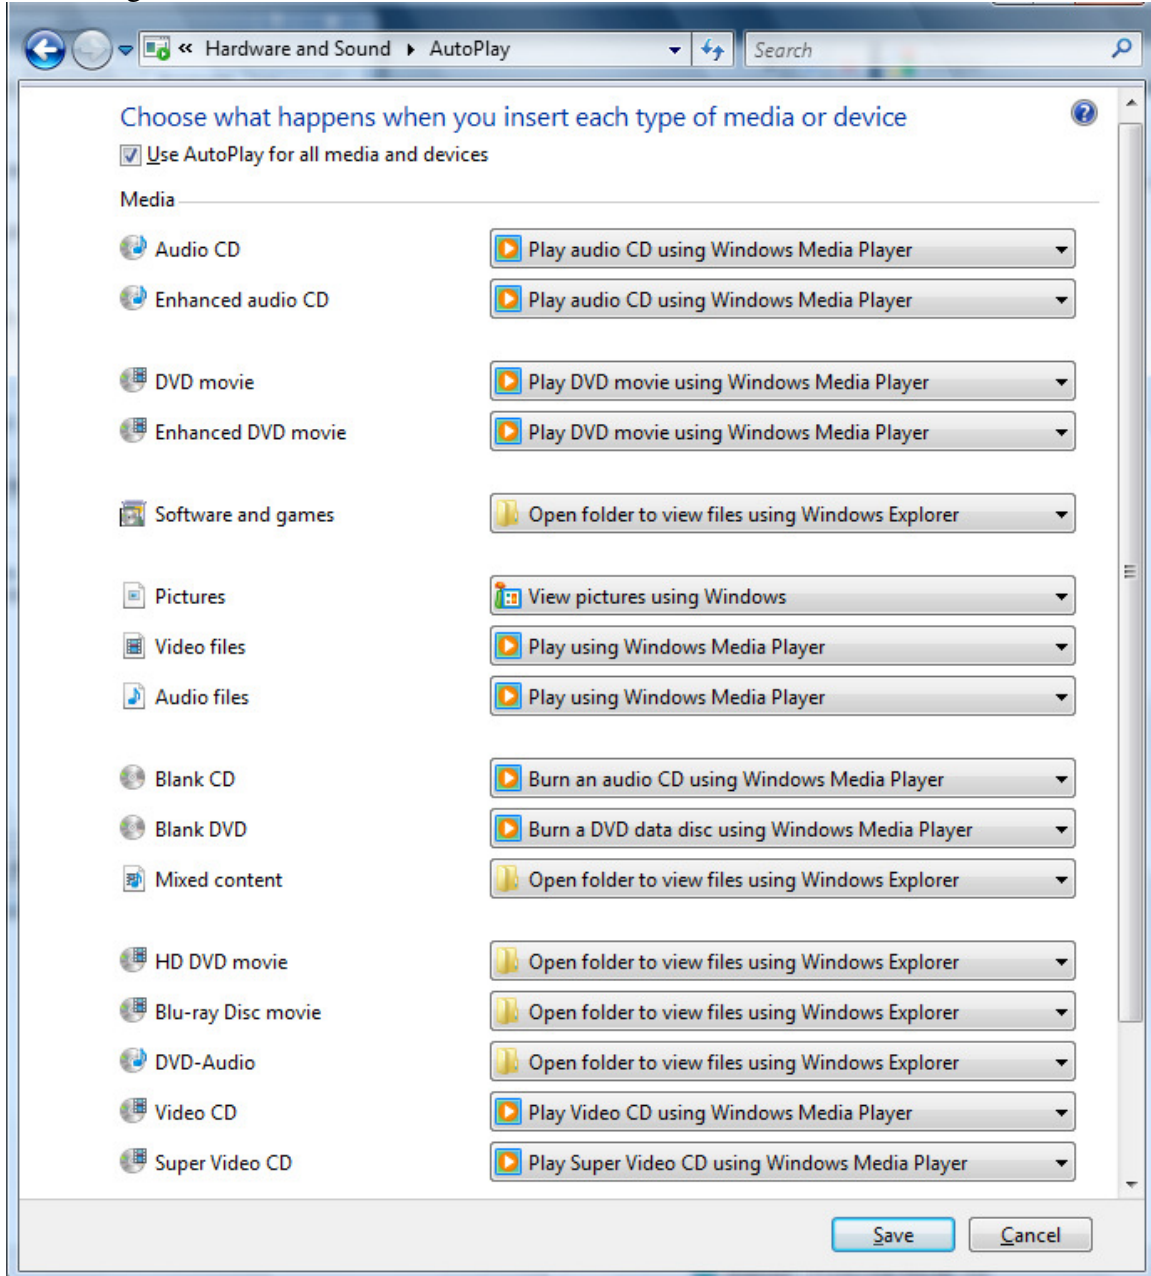 « Hardware and Sound ▸ AutoPlay Search
Choose what happens when you insert each type of media or device
Use AutoPlay for all media and devices
Media
Audio CD Play audio CD using Windows Media Player
Enhanced audio CD Play audio CD using Windows Media Player
DVD movie Play DVD movie using Windows Media Player
Enhanced DVD movie Play DVD movie using Windows Media Player
Software and games Open folder to view files using Windows Explorer
Pictures View pictures using Windows
Video files Play using Windows Media Player
Audio files Play using Windows Media Player
Blank CD Burn an audio CD using Windows Media Player
Blank DVD Burn a DVD data disc using Windows Media Player
Mixed content Open folder to view files using Windows Explorer
HD DVD movie Open folder to view files using Windows Explorer
Blu-ray Disc movie Open folder to view files using Windows Explorer
DVD-Audio Open folder to view files using Windows Explorer
Video CD Play Video CD using Windows Media Player
Super Video CD Play Super Video CD using Windows Media Player
Save Cancel